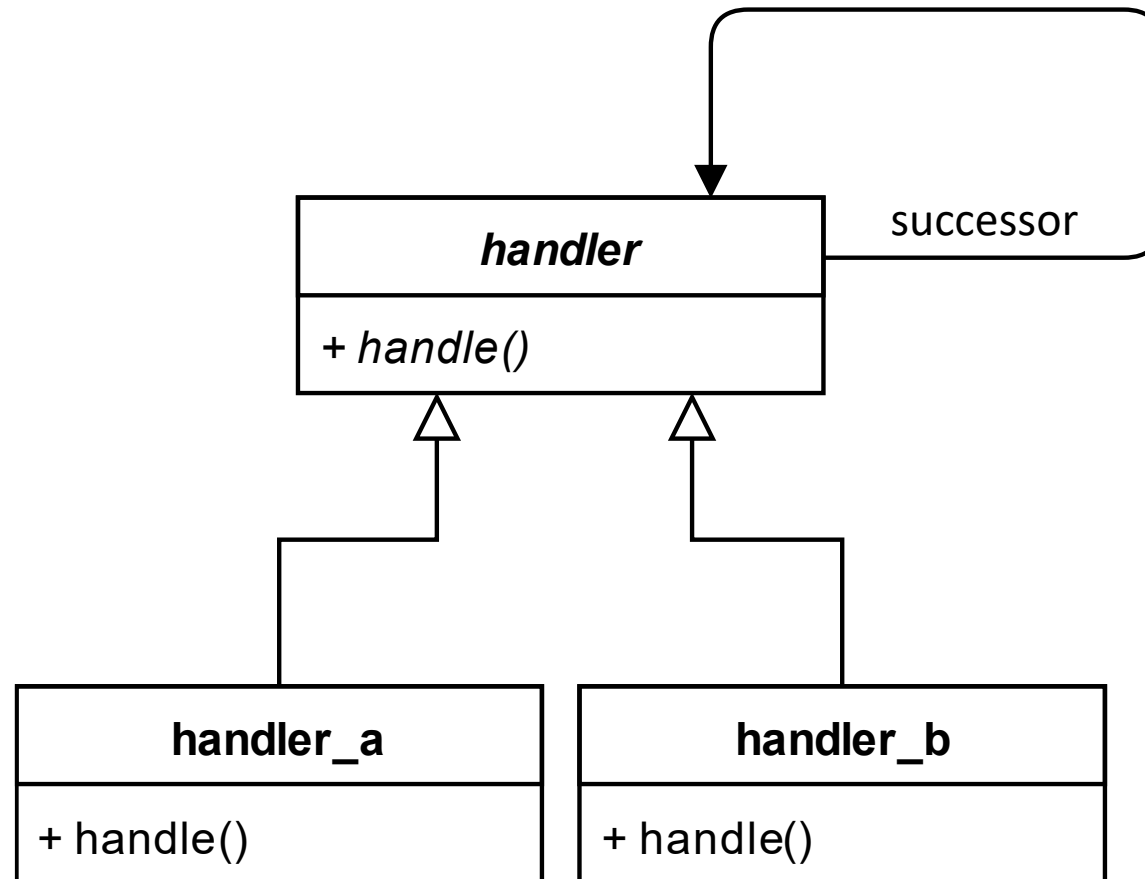 successor
handler
+ handle()
handler_a
handler_b
+ handle()
+ handle()